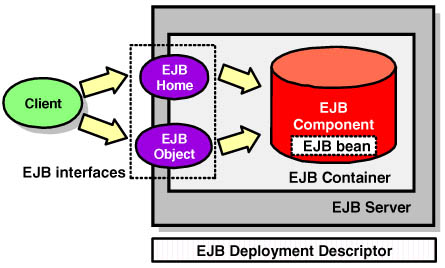 Client
EJB
Home
EJB
Object
EJB interfaces
EJB
Component
EJB bean
EJB Container
EJB Server
EJB Deployment Descriptor